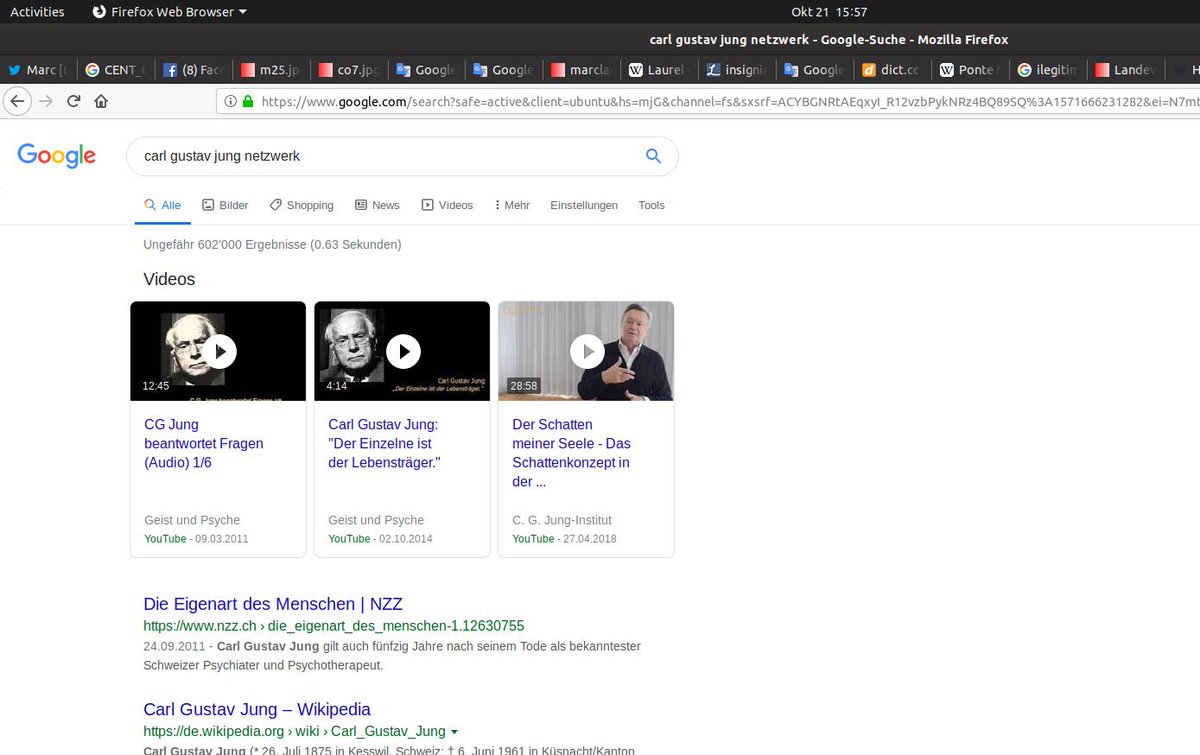 Activities Firefox Web Browser Okt 21 15:57
carl gustav jung netzwerk - Google-Suche - Mozilla Firefox
Marc CENT_ (8) Fac m25.jp co7.jpg Google Google marcla Laurel insignia Google dict.cc Ponte ilegitim Landev
https://www.google.com/search?safe=active&client=ubuntu&hs=mjG&channel=fs&sxsrf=ACYBGNRtAEqxyI_R12vzbPykNRz4BQ89SQ%3A1571666231282&ei=N7mt
Google carl gustav jung netzwerk
Alle Bilder Shopping News Videos Mehr Einstellungen Tools
Ungefähr 602'000 Ergebnisse (0.63 Sekunden)
Videos
12:45
4:14
Carl Gustav Jung
„Der Einzelne ist der Lebensträger."
28:58
CG Jung
beantwortet Fragen
(Audio) 1/6
Geist und Psyche
YouTube - 09.03.2011
Carl Gustav Jung:
"Der Einzelne ist
der Lebensträger."
Geist und Psyche
YouTube - 02.10.2014
Der Schatten
meiner Seele - Das
Schattenkonzept in
der ...
C. G. Jung-Institut
YouTube - 27.04.2018
Die Eigenart des Menschen | NZZ
https://www.nzz.ch › die_eigenart_des_menschen-1.12630755
24.09.2011 - Carl Gustav Jung gilt auch fünfzig Jahre nach seinem Tode als bekanntester
Schweizer Psychiater und Psychotherapeut.
Carl Gustav Jung – Wikipedia
https://de.wikipedia.org › wiki › Carl_Gustav_Jung
Carl Gustav Jung (* 26. Juli 1875 in Kesswil, Schweiz; † 6. Juni 1961 in Küsnacht/Kanton